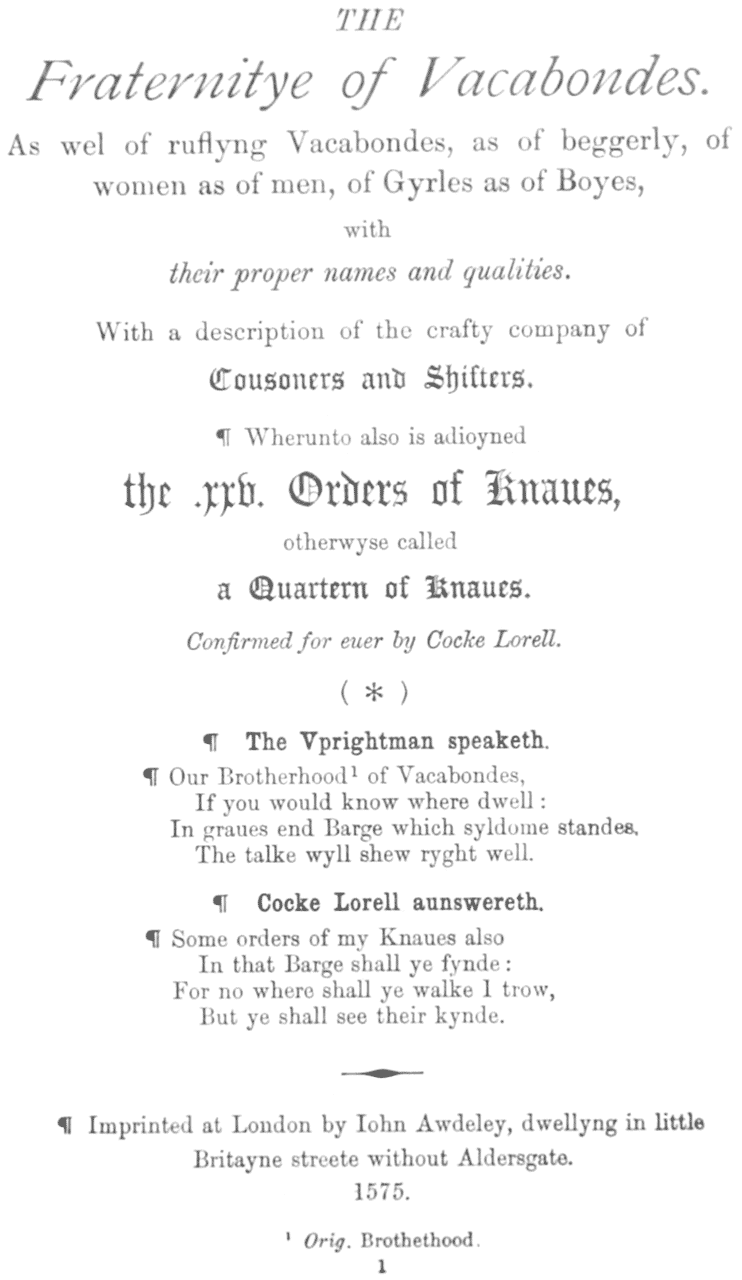 THE
Fraternitye of Vacabondes.
As wel of ruflyng Vacabondes, as of beggerly, of
women as of men, of Gyrles as of Boyes,
with
their proper names and qualities.
With a description of the crafty company of
Cousoners and Shifters.
¶ Wherunto also is adioyned
the .xxv. Orders of Knaues,
otherwyse called
a Quartern of Knaues.
Confirmed for euer by Cocke Lorell.
( * )
¶ The Vprightman speaketh.
¶ Our Brotherhood¹ of Vacabondes,
If you would know where dwell :
In graues end Barge which syldome standes,
The talke wyll shew ryght well.
¶ Cocke Lorell aunswereth.
¶ Some orders of my Knaues also
In that Barge shall ye fynde :
For no where shall ye walke I trow,
But ye shall see their kynde.
¶ Imprinted at London by Iohn Awdeley, dwellyng in little
Britayne streete without Aldersgate.
1575.
¹ Orig. Brothethood.
1